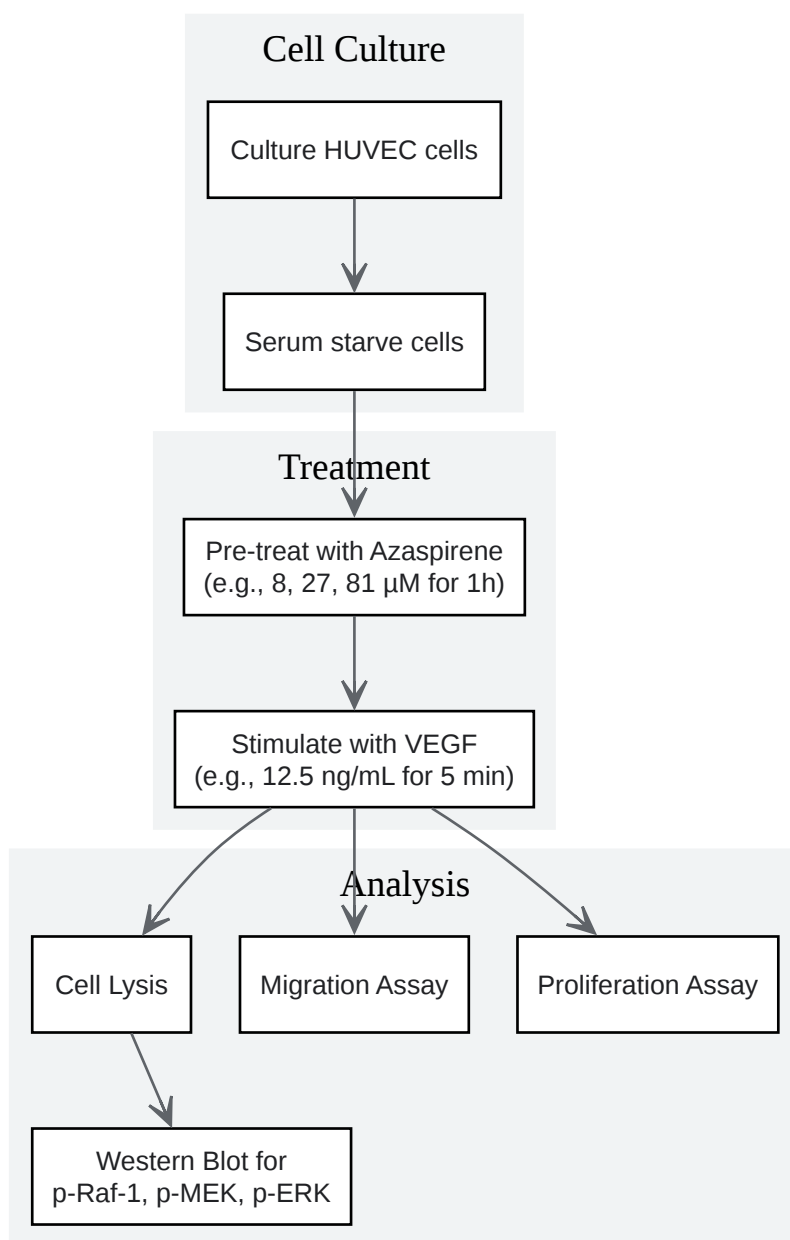 Cell Culture
Culture HUVEC cells
Serum starve cells
Treatment
Pre-treat with Azaspirene
(e.g., 8, 27, 81 µM for 1h)
Stimulate with VEGF
(e.g., 12.5 ng/mL for 5 min)
Analysis
Cell Lysis
Migration Assay
Proliferation Assay
Western Blot for
p-Raf-1, p-MEK, p-ERK